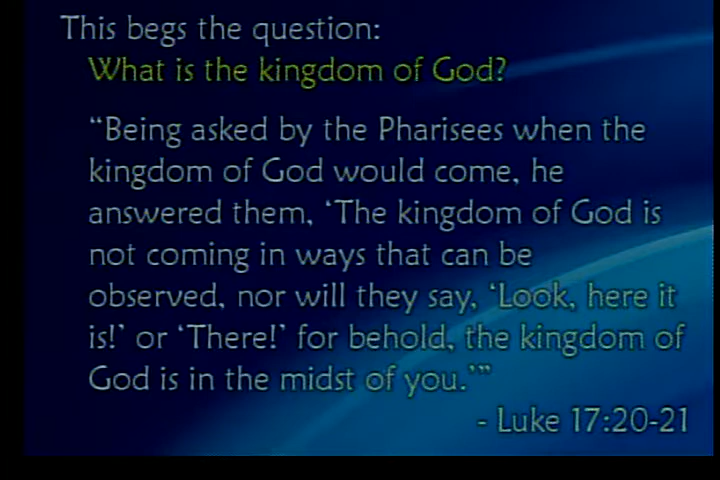 This begs the question:
What is the kingdom of God?
“Being asked by the Pharisees when the
kingdom of God would come, he
answered them, ‘The kingdom of God is
not coming in ways that can be
observed, nor will they say, ‘Look, here it
is!’ or ‘There!’ for behold, the kingdom of
God is in the midst of you.’”
- Luke 17:20-21